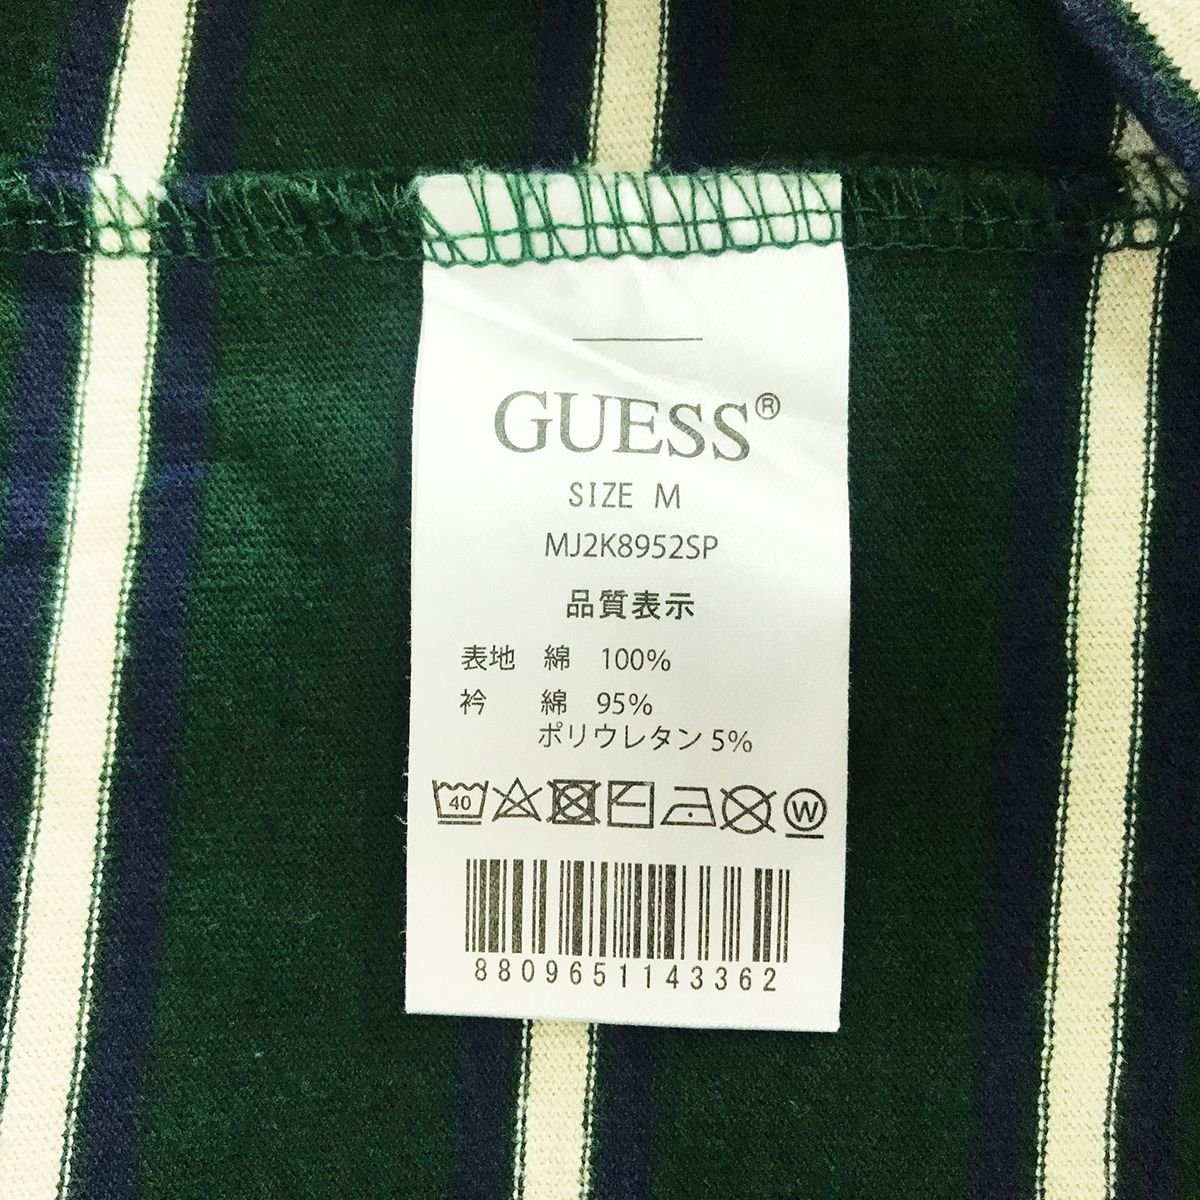 GUESS®
SIZE M
MJ2K8952SP
品質表示
表地 綿 100%
衿 綿 95%
ポリウレタン 5%
40 W
8809651143362